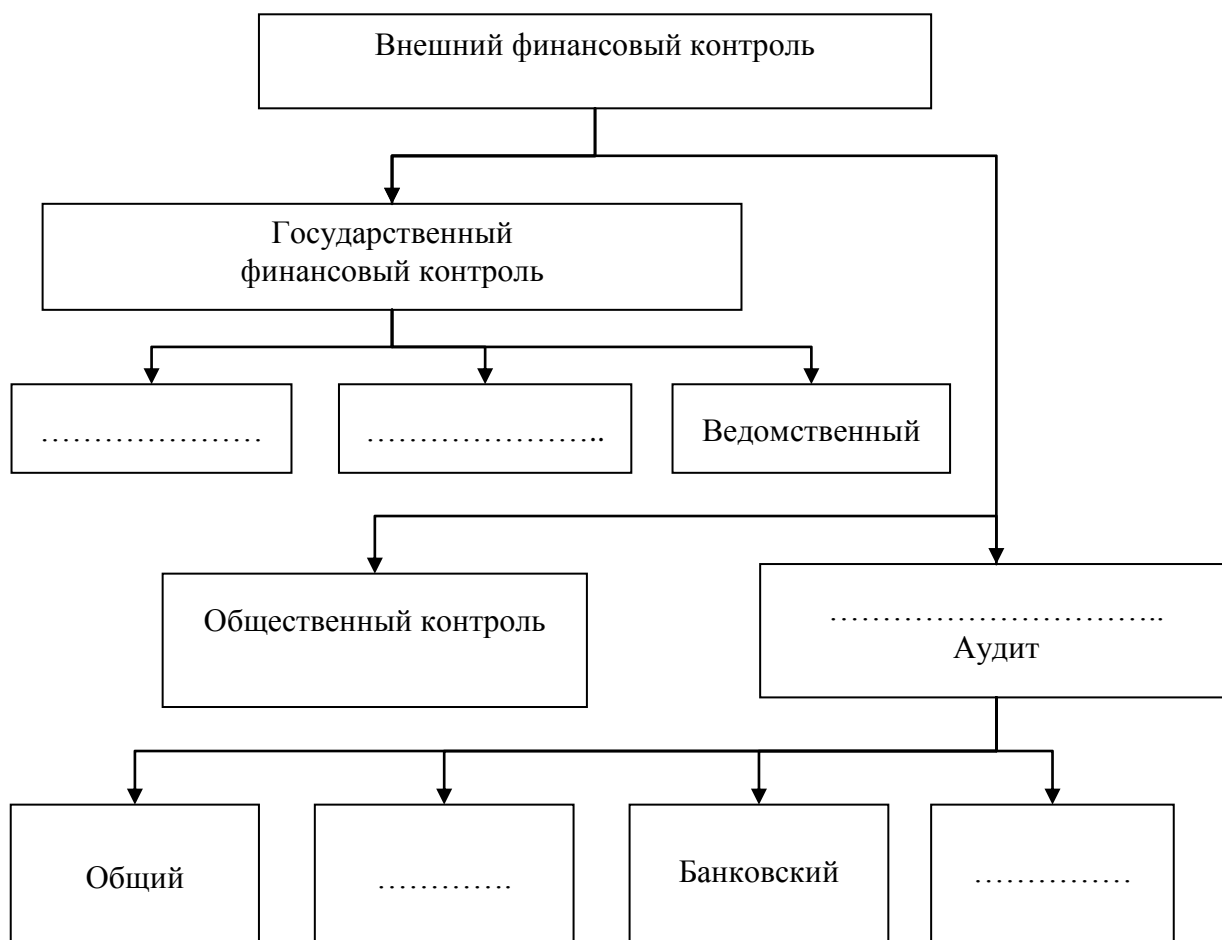 Внешний финансовый контроль
Государственный
финансовый контроль
…………………
…………………..
Ведомственный
Общественный контроль
…………………………..
Аудит
Общий
………….
Банковский
……………